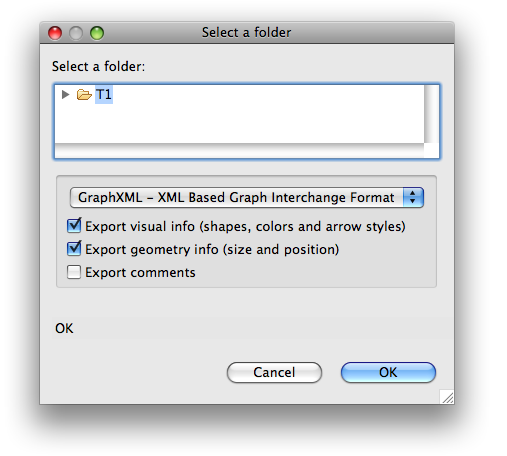 Select a folder
Select a folder:
T1
GraphXML - XML Based Graph Interchange Format
Export visual info (shapes, colors and arrow styles)
Export geometry info (size and position)
Export comments
OK
Cancel OK